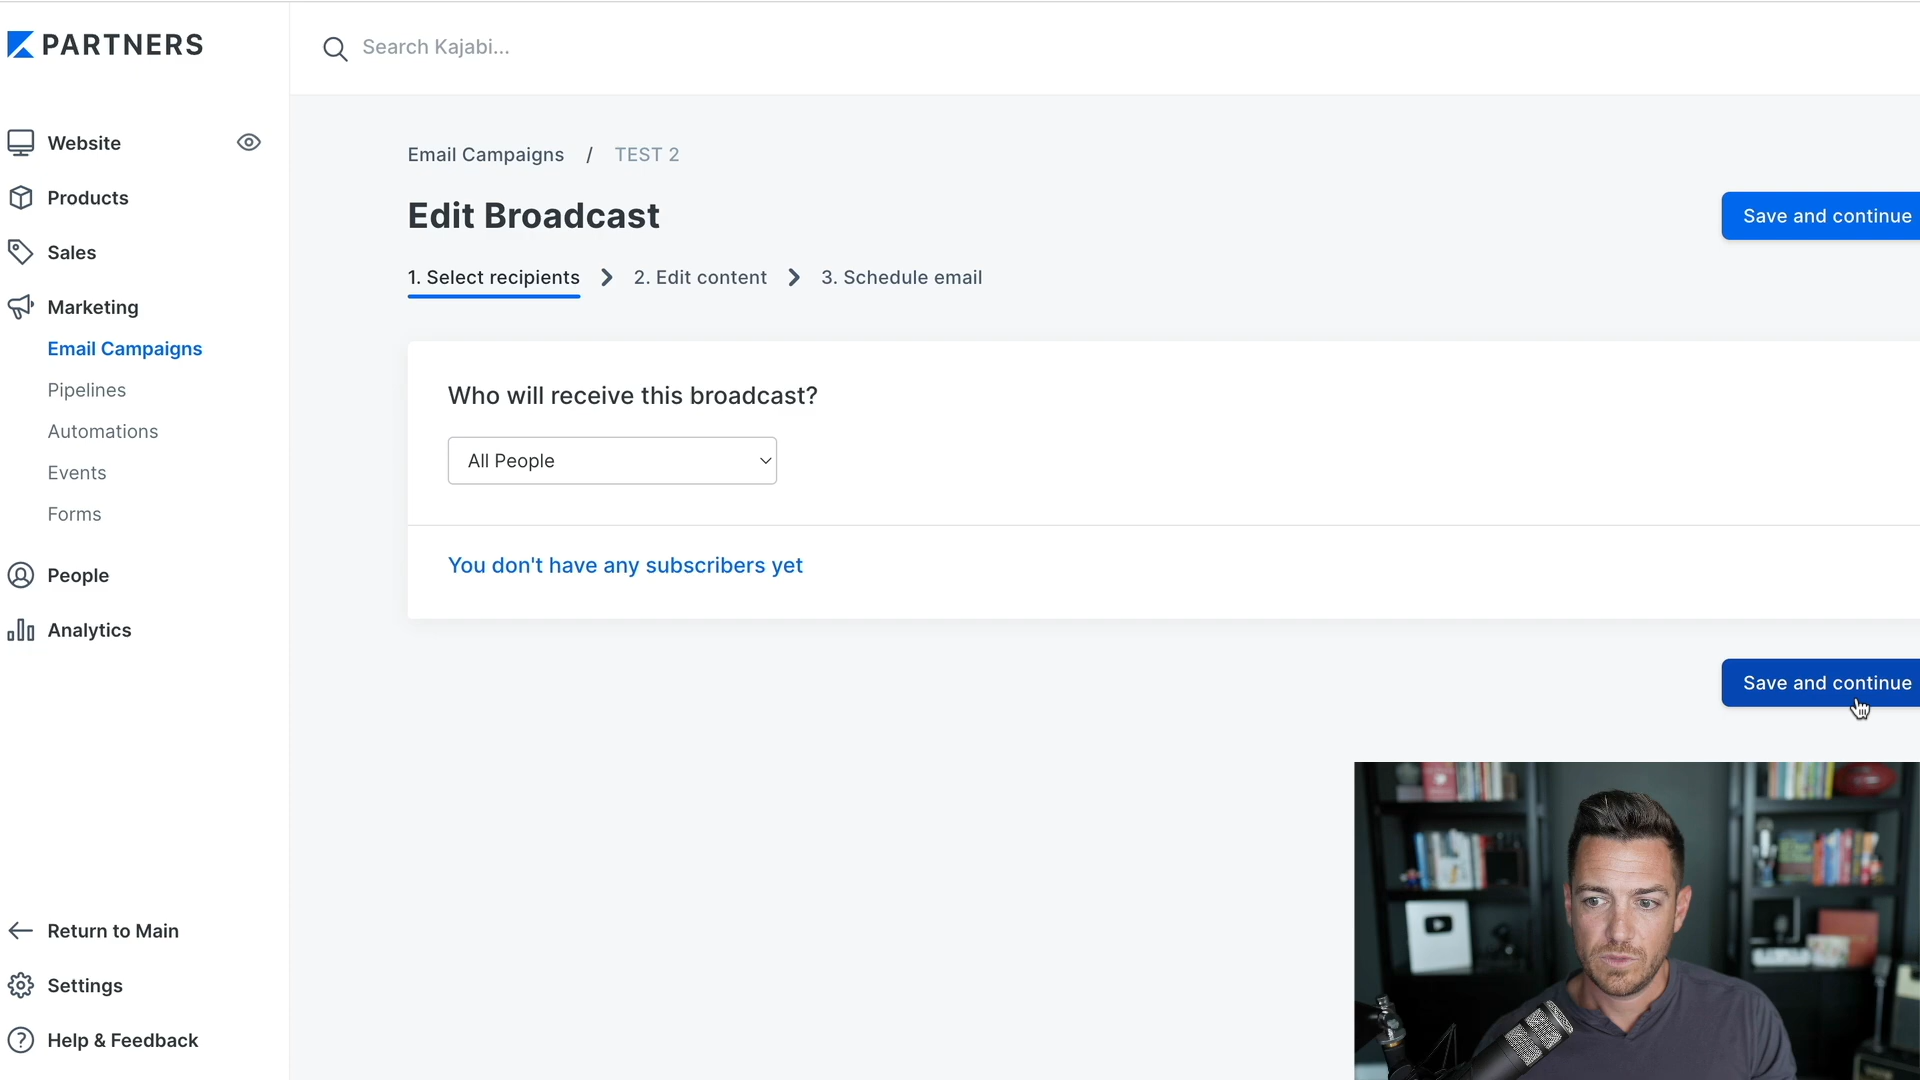 PARTNERS
Search Kajabi...
Website
Products
Sales
Marketing
Email Campaigns
Pipelines
Automations
Events
Forms
People
Analytics
Return to Main
Settings
Help & Feedback
Email Campaigns / TEST 2
Edit Broadcast
Save and continue
1. Select recipients > 2. Edit content > 3. Schedule email
Who will receive this broadcast?
All People
You don't have any subscribers yet
Save and continue